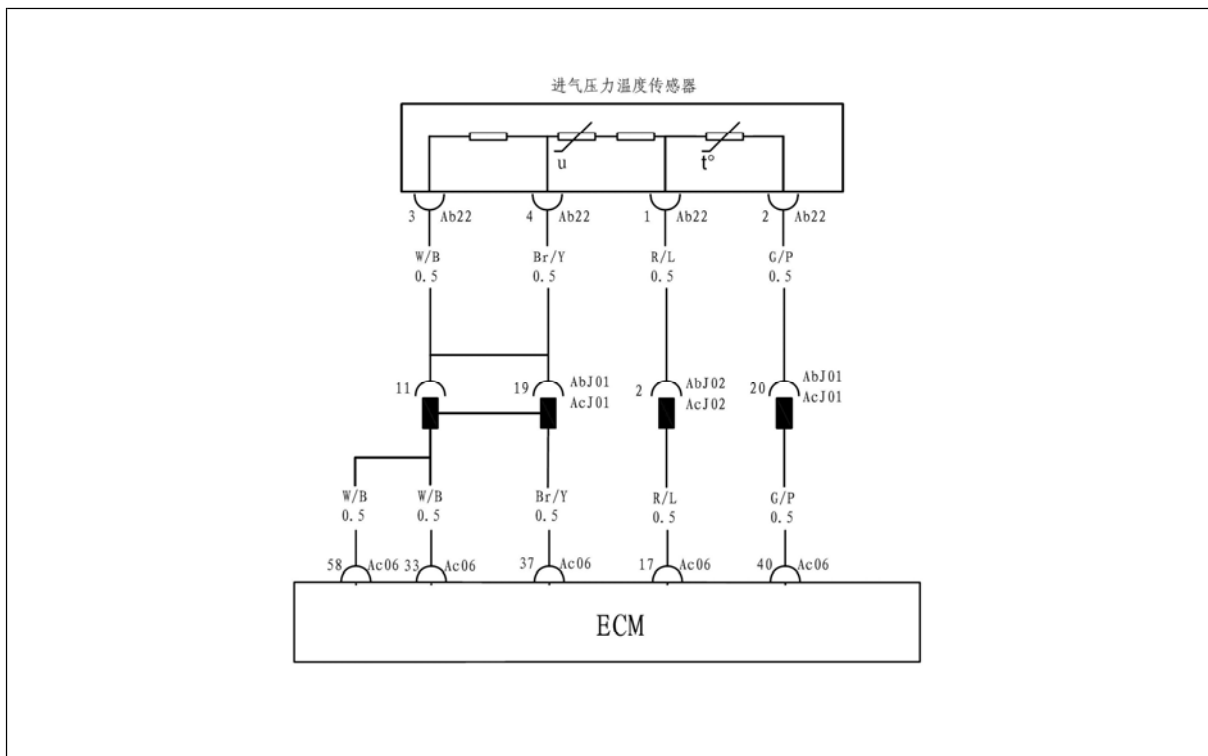 进气压力温度传感器
u t°
3 Ab22 4 Ab22 1 Ab22 2 Ab22
W/B Br/Y R/L G/P
0.5 0.5 0.5 0.5
11 19 AbJ01 2 AbJ02 20 AbJ01
AcJ01 AcJ02 AcJ01
W/B W/B Br/Y R/L G/P
0.5 0.5 0.5 0.5 0.5
58 Ac06 33 Ac06 37 Ac06 17 Ac06 40 Ac06
ECM